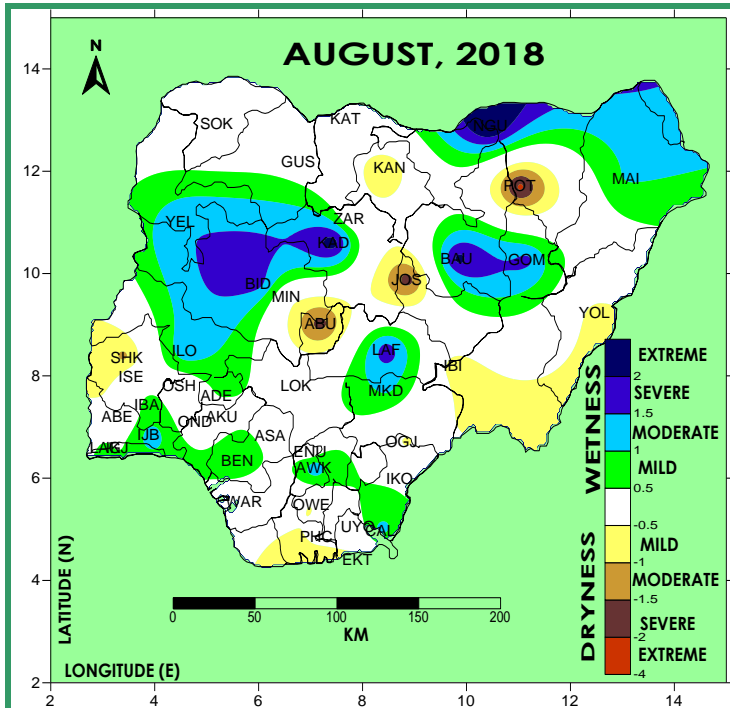 AUGUST, 2018
N
14
12
10
8
6
4
2
2
4
6
8
10
12
14
LATITUDE (N)
LONGITUDE (E)
SOK
KAT
NGU
GUS
KAN
POT
MAI
YEL
ZAR
KAD
BAU
GOM
BID
JOS
MIN
ABU
YOL
SHK
ILO
LAF
IBI
ISE
OSH
LOK
MKD
ADE
IBA
ABE
AKU
OND
IJB
ASA
ENU
OGJ
BEN
AWK
IKO
WAR
OWE
UYO
CAL
PHC
EKT
0
50
100
150
200
KM
WETNESS
DRYNESS
EXTREME
2
SEVERE
1.5
MODERATE
1
MILD
0.5
-0.5
MILD
-1
MODERATE
-1.5
SEVERE
-2
EXTREME
-4